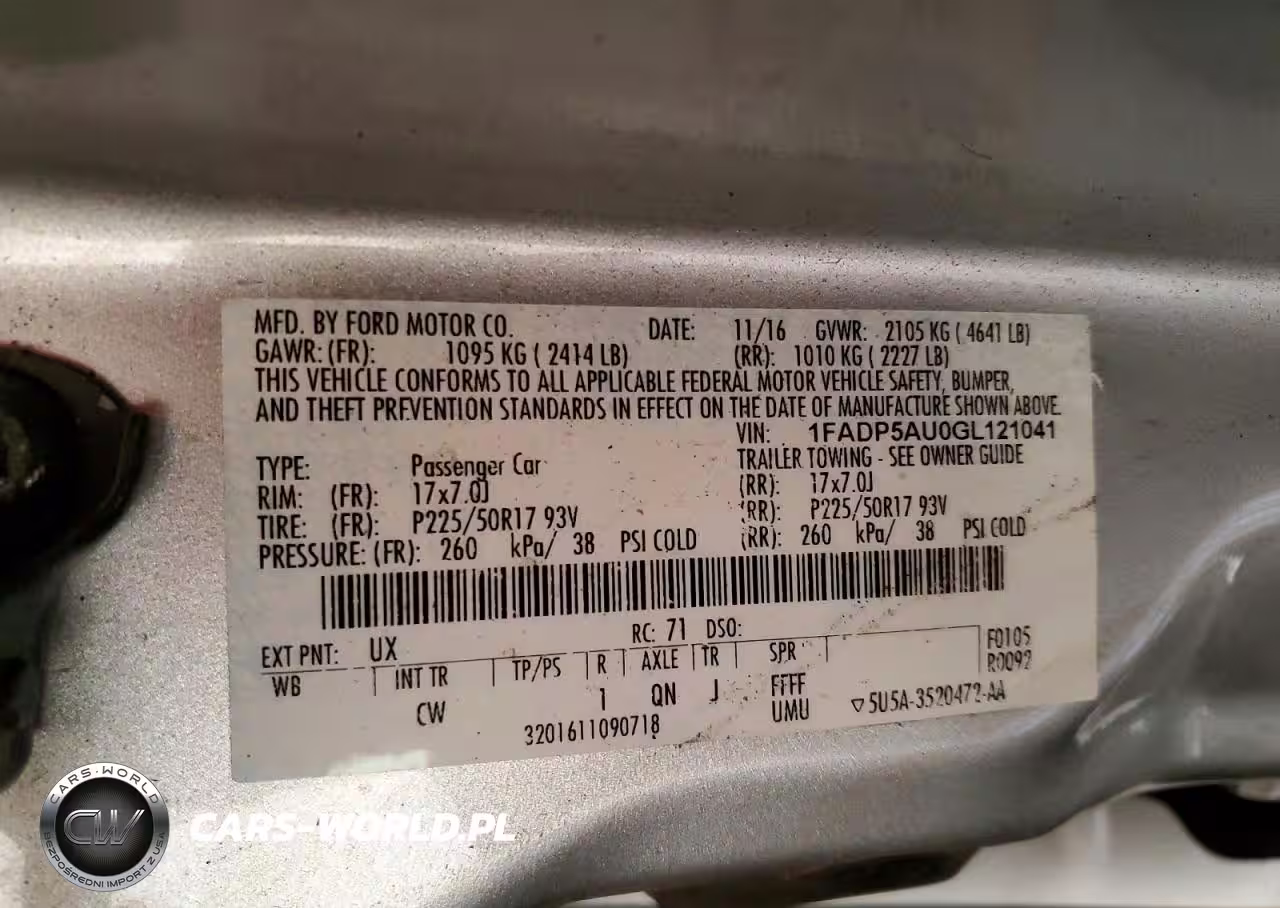 MFD. BY FORD MOTOR CO. DATE: 11/16 GVWR: 2105 KG ( 4641 LB)
GAWR: (FR): 1095 KG ( 2414 LB) (RR): 1010 KG ( 2227 LB)
THIS VEHICLE CONFORMS TO ALL APPLICABLE FEDERAL MOTOR VEHICLE SAFETY, BUMPER,
AND THEFT PREVENTION STANDARDS IN EFFECT ON THE DATE OF MANUFACTURE SHOWN ABOVE.
VIN: 1FADP5AU0GL121041
TYPE: Passenger Car TRAILER TOWING - SEE OWNER GUIDE
RIM: (FR): 17x7.0J (RR): 17x7.0J
TIRE: (FR): P225/50R17 93V (RR): P225/50R17 93V
PRESSURE: (FR): 260 kPa/ 38 PSI COLD (RR): 260 kPa/ 38 PSI COLD
EXT PNT: UX RC: 71 DSO:
WB INT TR TP/PS R AXLE TR SPR F0105
R0092
CW 1 QN J FFFF
UMU ▽5U5A-3520472-AA
3201611090718
CARS-WORLD
CW
BEZPOŚREDNI IMPORT Z USA
CARS-WORLD.PL